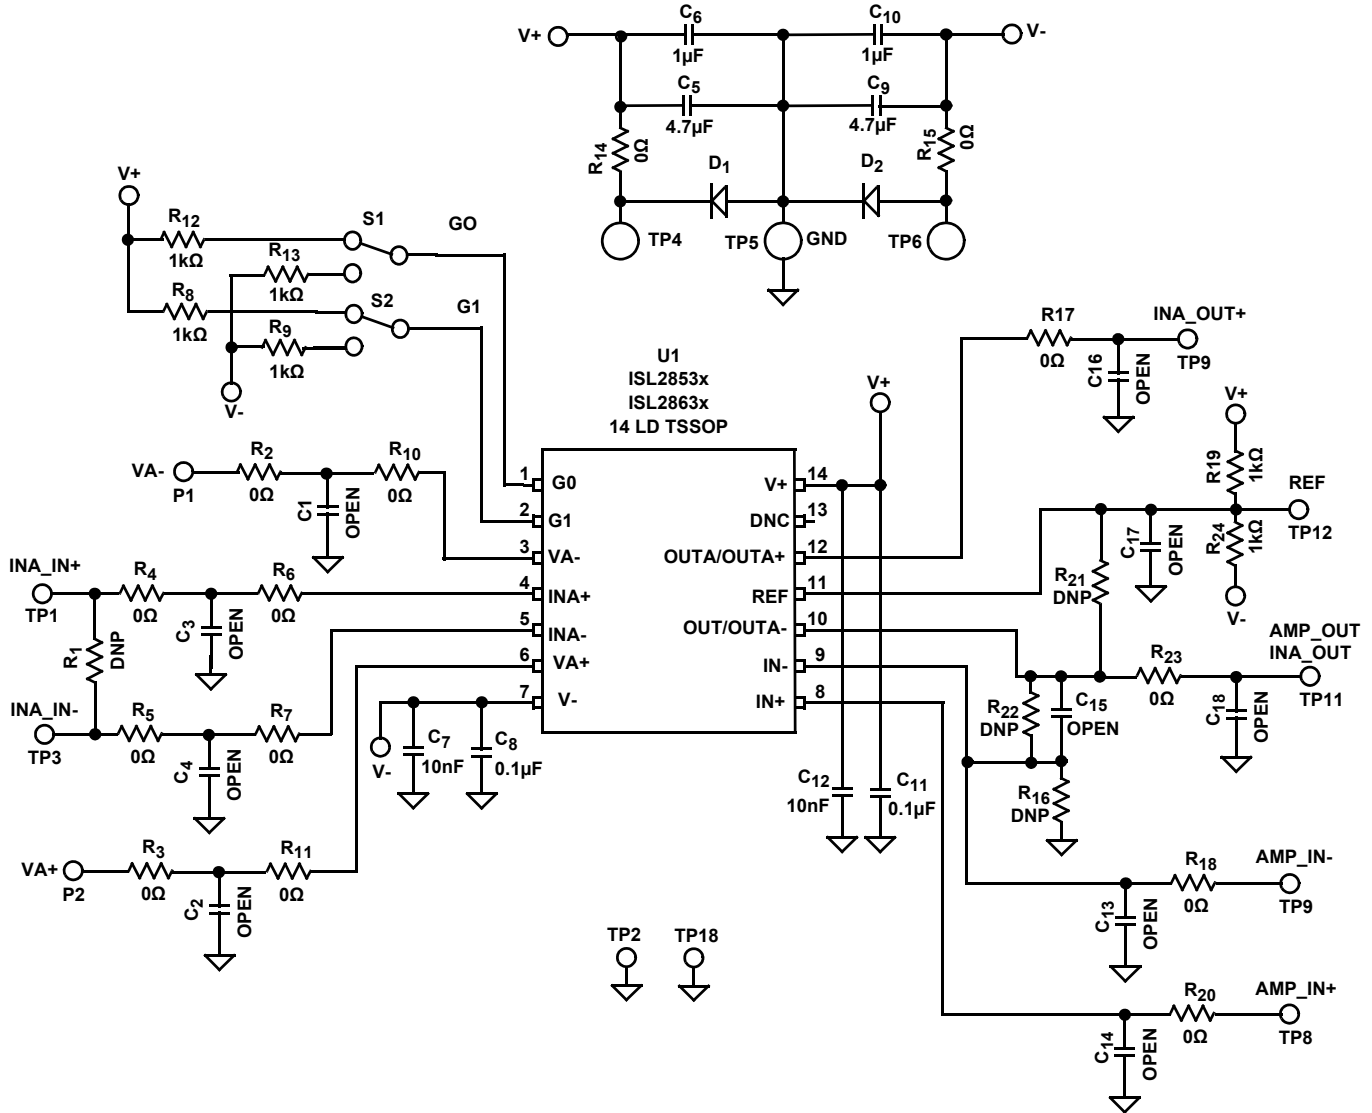 C6
C10
V+
V-
1µF
1µF
C5
C9
4.7µF
4.7µF
R14
0Ω
R15
0Ω
D1
D2
TP4
TP5
GND
TP6
V+
R12
1kΩ
S1
GO
R13
1kΩ
R8
1kΩ
S2
G1
R9
1kΩ
V-
U1
ISL2853x
ISL2863x
14 LD TSSOP
V+
R17
0Ω
INA_OUT+
TP9
C16
OPEN
V+
R19
1kΩ
REF
TP12
R24
1kΩ
V-
C17
OPEN
R21
DNP
VA-
P1
R2
0Ω
C1
OPEN
R10
0Ω
1
G0
2
G1
3
VA-
4
INA+
5
INA-
6
VA+
7
V-
14
V+
13
DNC
12
OUTA/OUTA+
11
REF
10
OUT/OUTA-
9
IN-
8
IN+
INA_IN+
TP1
R4
0Ω
C3
OPEN
R6
0Ω
R1
DNP
INA_IN-
TP3
R5
0Ω
C4
OPEN
R7
0Ω
V-
C7
10nF
C8
0.1µF
C12
10nF
C11
0.1µF
AMP_OUT
INA_OUT
TP11
R23
0Ω
C18
OPEN
R22
DNP
C15
OPEN
R16
DNP
VA+
P2
R3
0Ω
C2
OPEN
R11
0Ω
R18
0Ω
AMP_IN-
TP9
C13
OPEN
TP2
TP18
R20
0Ω
AMP_IN+
TP8
C14
OPEN